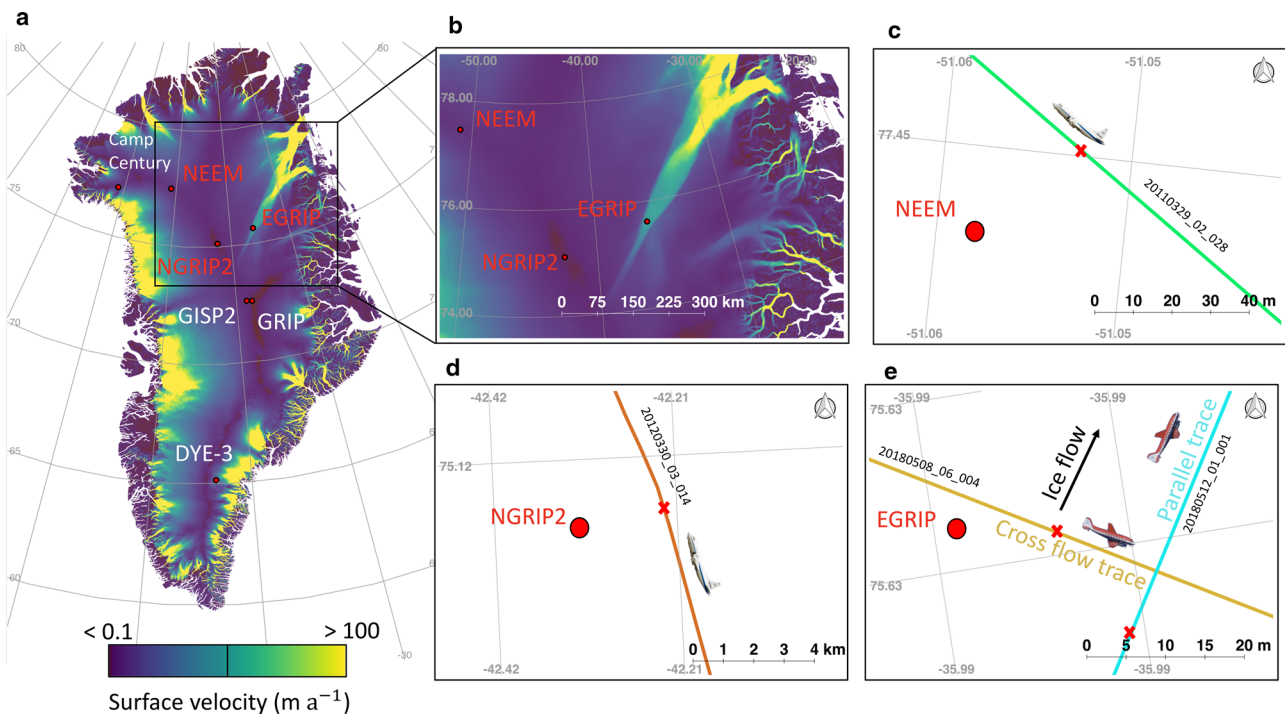 a
80
80
Camp
Century
NEEM
75
EGRIP
NGRIP2
GISP2
GRIP
70
DYE-3
65
60
-30
< 0.1
> 100
Surface velocity (m a⁻¹)
b
-50.00
-40.00
-30.00
-20.00
78.00
NEEM
76.00
EGRIP
NGRIP2
0 75 150 225 300 km
74.00
c
-51.06
-51.05
77.45
20110329_02_028
NEEM
0 10 20 30 40 m
-51.06
-51.05
d
-42.42
-42.21
20120330_03_014
75.12
NGRIP2
0 1 2 3 4 km
-42.42
-42.21
e
-35.99
-35.99
75.63
20180508_06_004
Ice flow
Parallel trace
20180512_01_001
EGRIP
Cross flow trace
75.63
0 5 10 15 20 m
-35.99
-35.99